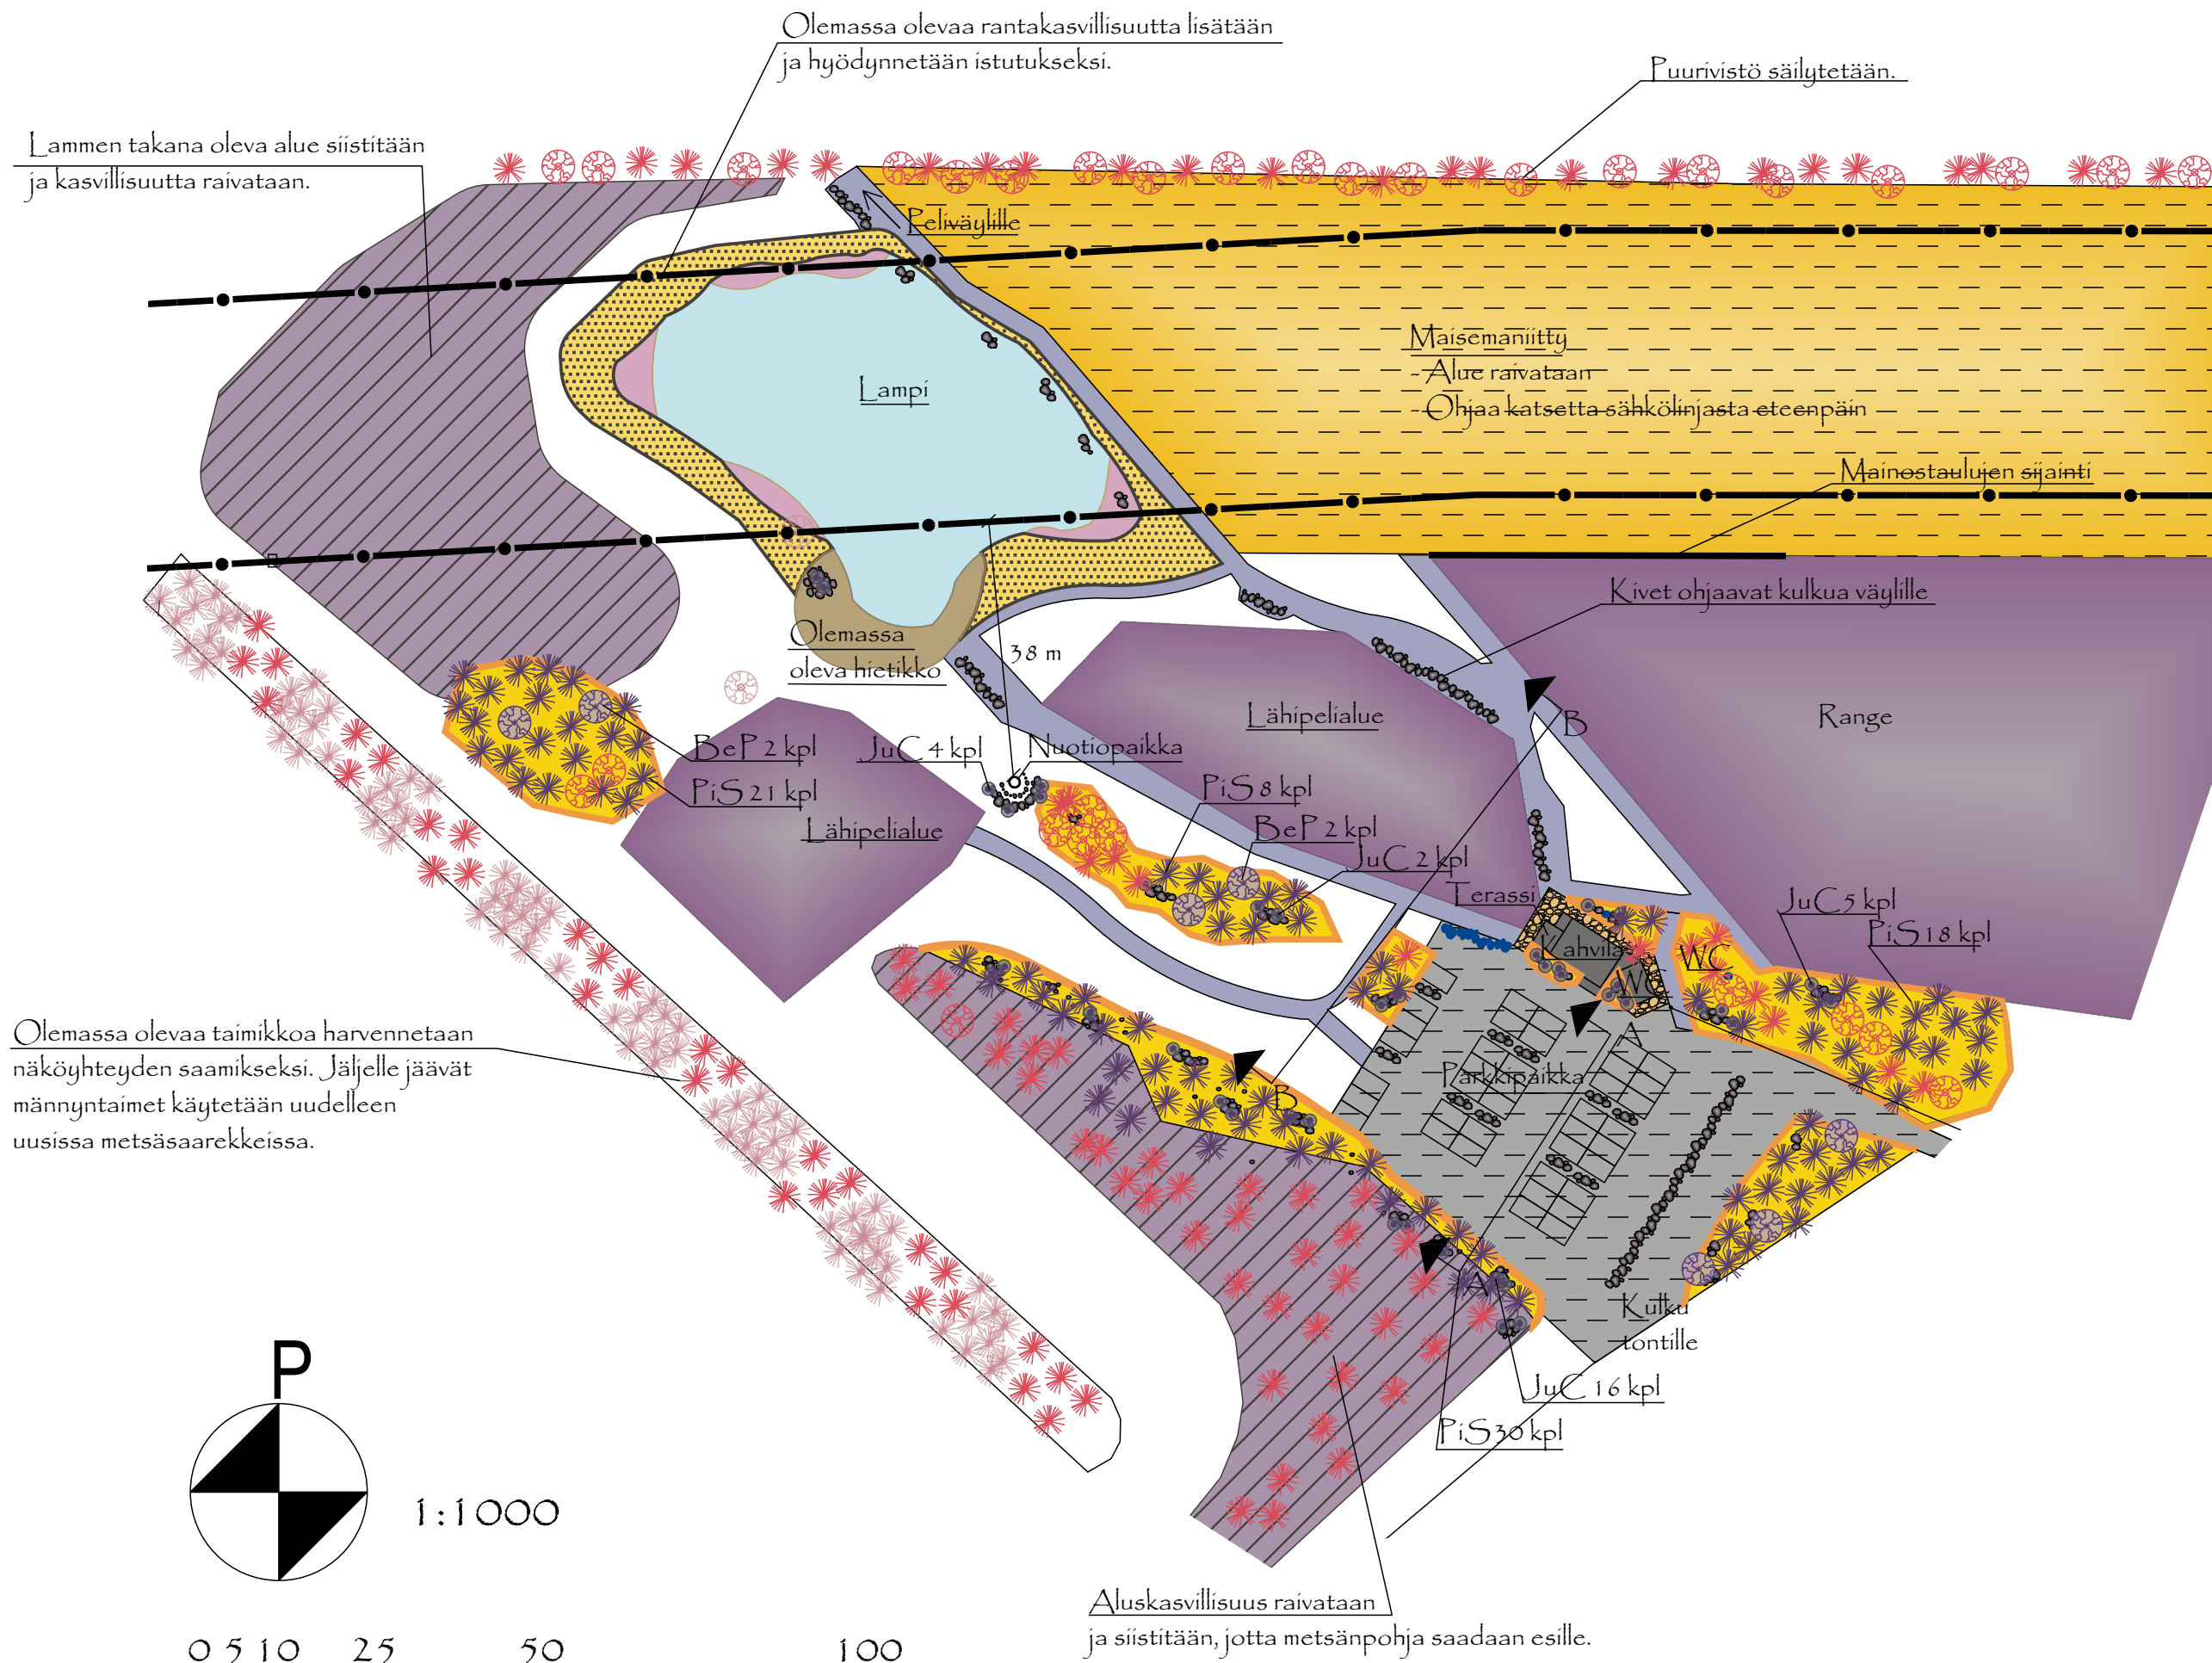 Olemassa olevaa rantakasvillisuutta lisätään
ja hyödynnetään istutukseksi.
Puurivistö säilytetään.
Lammen takana oleva alue siistitään
ja kasvillisuutta raivataan.
Peliväylille
Maisemaniitty
- Alue raivataan
- Ohjaa katsetta sähkölinjasta eteenpäin
Lampi
Mainostaulujen sijainti
Kivet ohjaavat kulkua väylille
Olemassa
oleva hietikko
38 m
Lähipelialue
Range
B
BeP 2 kpl
JuC 4 kpl
Nuotiopaikka
PiS 21 kpl
PiS 8 kpl
Lähipelialue
BeP 2 kpl
JuC 2 kpl
Terassi
JuC 5 kpl
PiS 18 kpl
Kahvila
WC
WC
A
Olemassa olevaa taimikkoa harvennetaan
näköyhteyden saamikseksi. Jäljelle jäävät
männyntaimet käytetään uudelleen
uusissa metsäsaarekkeissa.
Parkkipaikka
B
A
Kulku
tontille
JuC 16 kpl
PiS 30 kpl
P
1:1000
Aluskasvillisuus raivataan
ja siistitään, jotta metsänpohja saadaan esille.
0 5 10 25 50 100